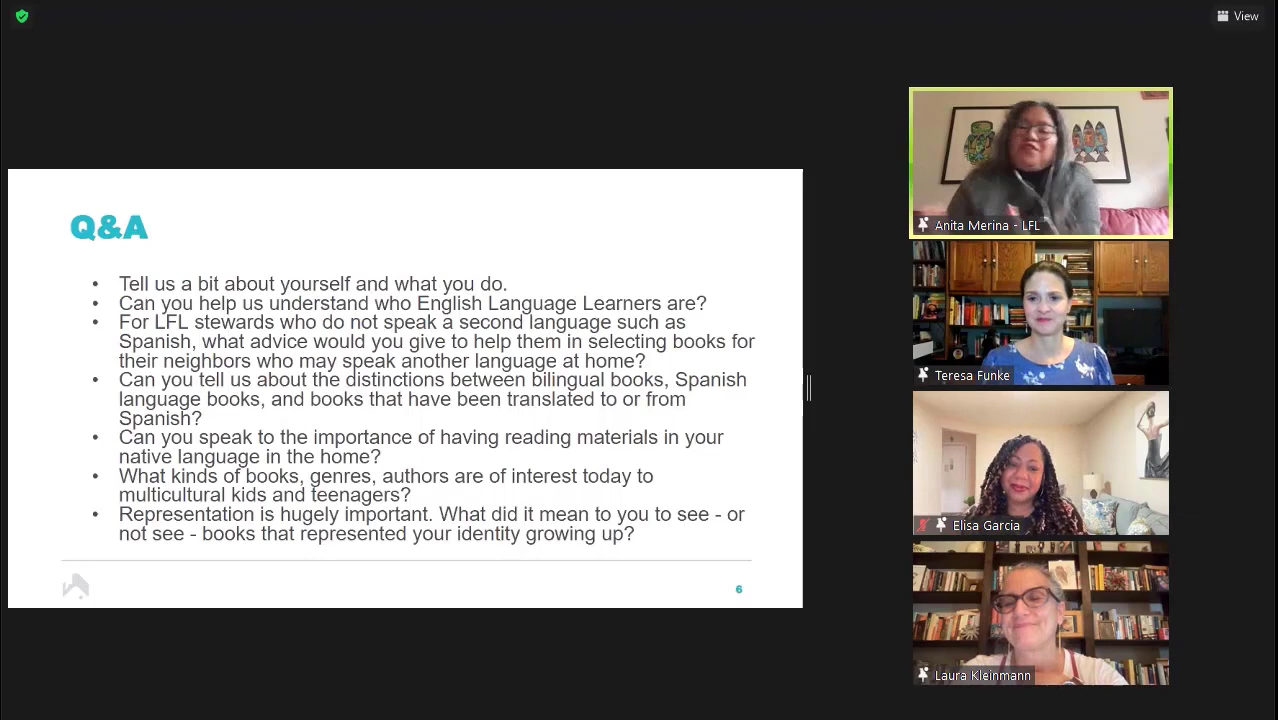 View
Q&A
• Tell us a bit about yourself and what you do.
• Can you help us understand who English Language Learners are?
• For LFL stewards who do not speak a second language such as
Spanish, what advice would you give to help them in selecting books for
their neighbors who may speak another language at home?
• Can you tell us about the distinctions between bilingual books, Spanish
language books, and books that have been translated to or from
Spanish?
• Can you speak to the importance of having reading materials in your
native language in the home?
• What kinds of books, genres, authors are of interest today to
multicultural kids and teenagers?
• Representation is hugely important. What did it mean to you to see - or
not see - books that represented your identity growing up?
6
Anita Merina - LFL
Teresa Funke
Elisa Garcia
Laura Kleinmann